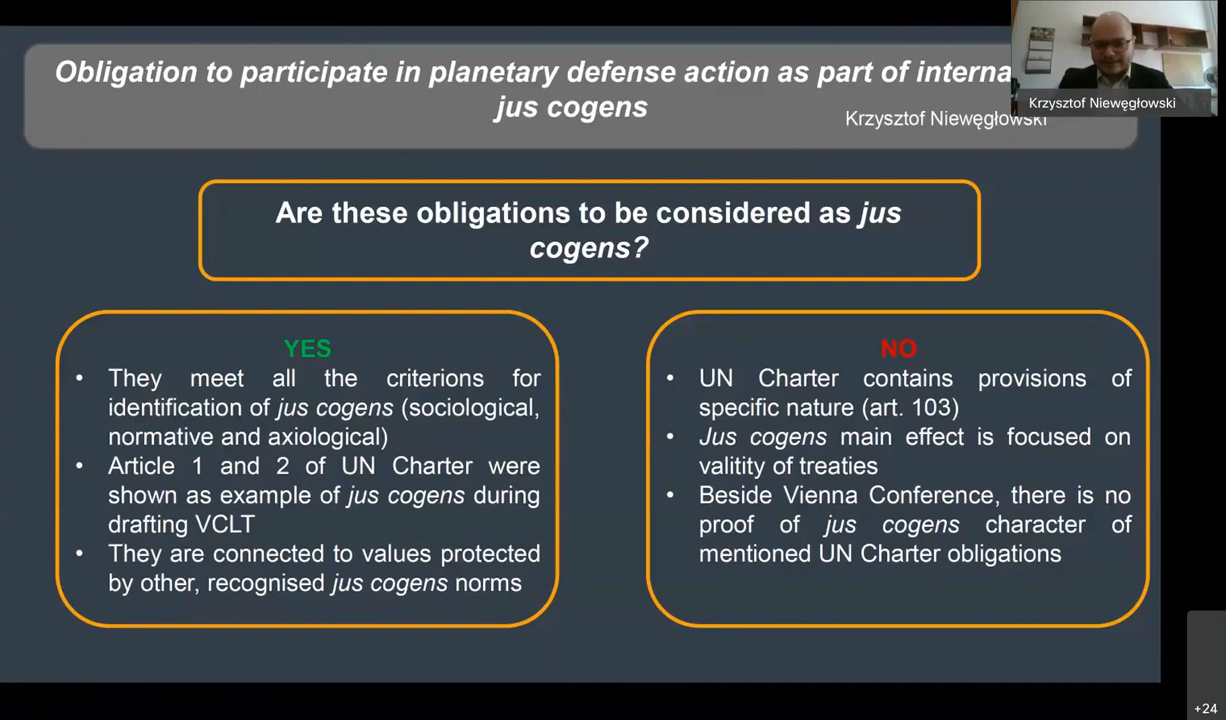 Obligation to participate in planetary defense action as part of interna
jus cogens
Krzysztof Niewęgłowski
Krzysztof Niewęgłowski
Are these obligations to be considered as jus
cogens?
YES
• They meet all the criterions for
identification of jus cogens (sociological,
normative and axiological)
• Article 1 and 2 of UN Charter were
shown as example of jus cogens during
drafting VCLT
• They are connected to values protected
by other, recognised jus cogens norms
NO
• UN Charter contains provisions of
specific nature (art. 103)
• Jus cogens main effect is focused on
valitity of treaties
• Beside Vienna Conference, there is no
proof of jus cogens character of
mentioned UN Charter obligations
+24